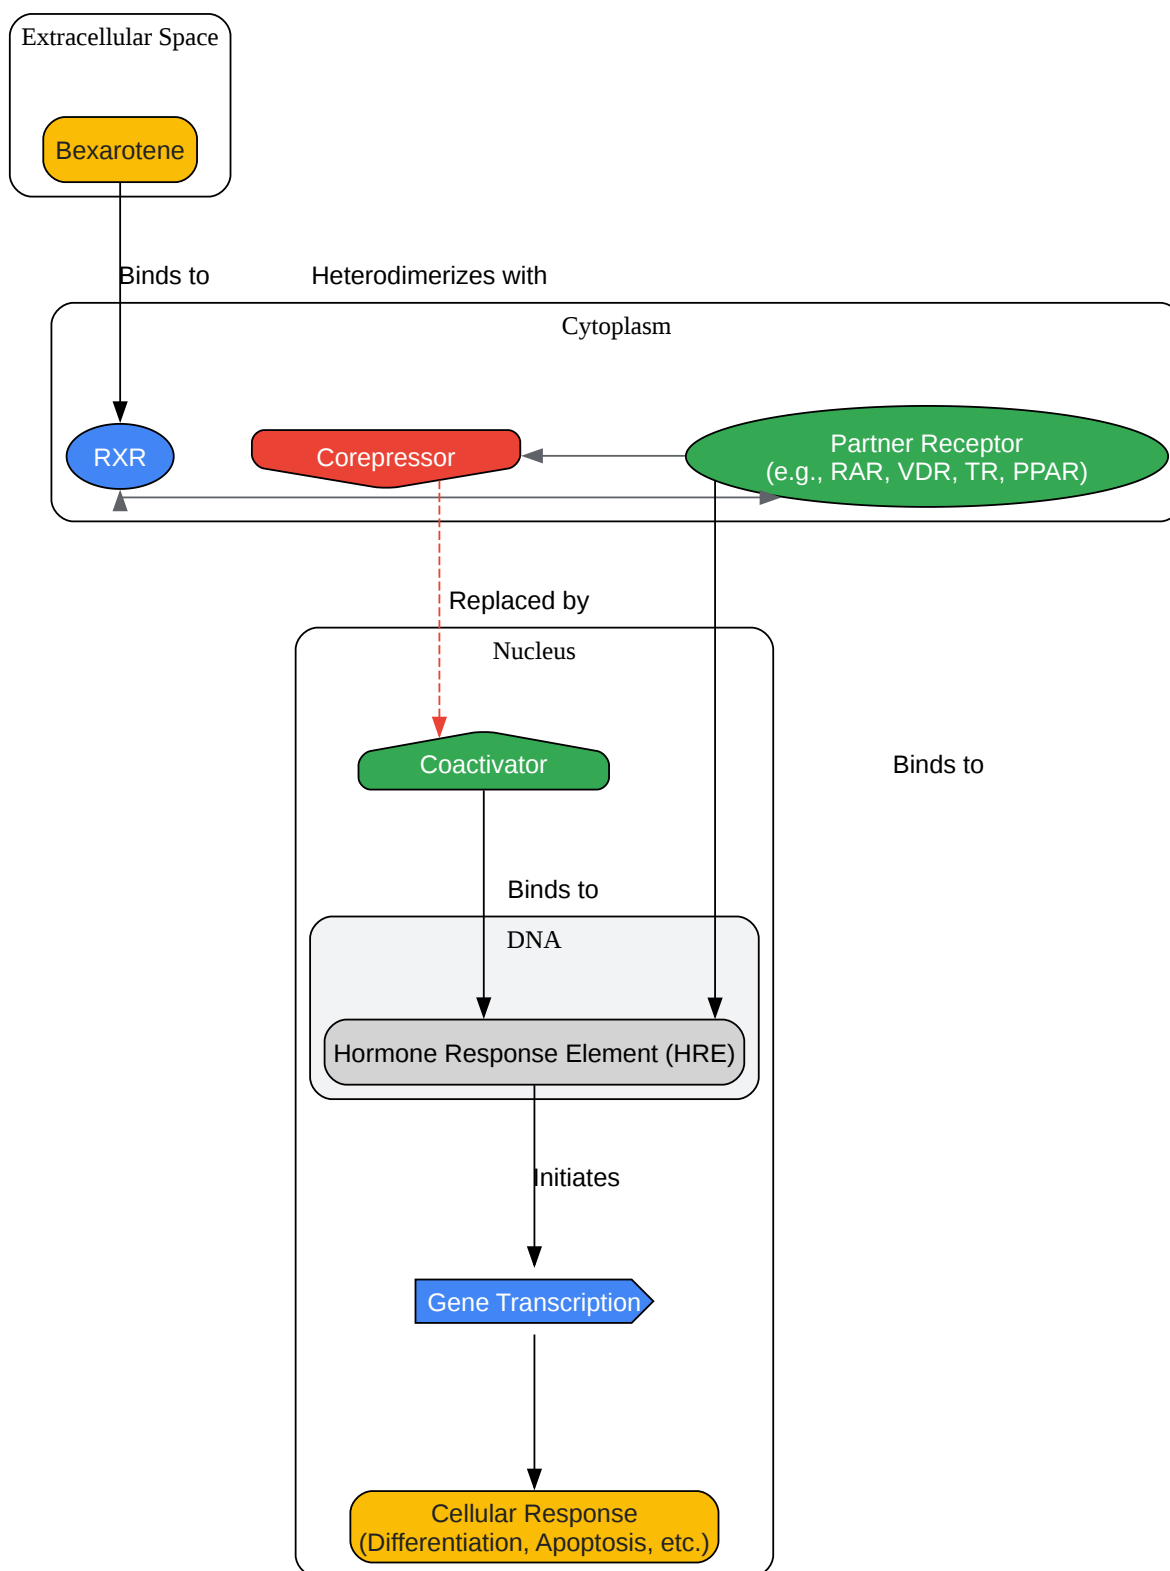 Extracellular Space
Bexarotene
Binds to
Heterodimerizes with
Cytoplasm
RXR
Corepressor
Partner Receptor
(e.g., RAR, VDR, TR, PPAR)
Replaced by
Nucleus
Coactivator
Binds to
Binds to
DNA
Hormone Response Element (HRE)
Initiates
Gene Transcription
Cellular Response
(Differentiation, Apoptosis, etc.)